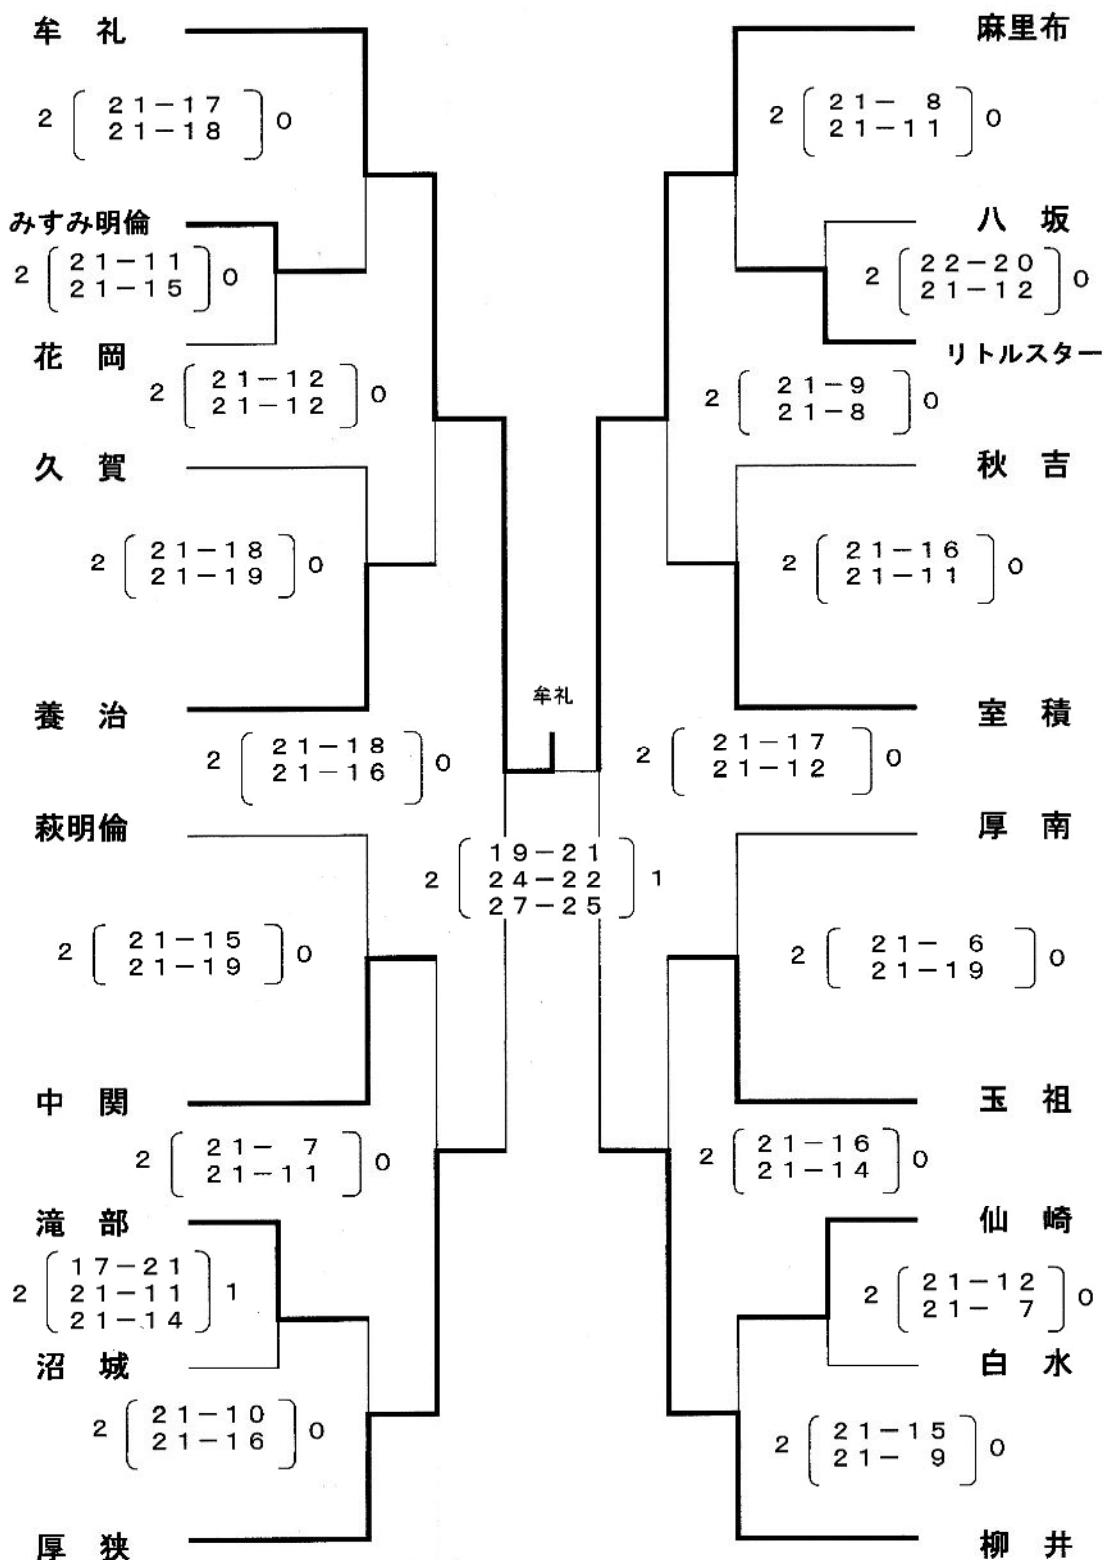 牟 礼
麻里布
2 21-17 0
21-18
2 21- 8 0
21-11
みすみ明倫
八 坂
2 21-11 0
21-15
2 22-20 0
21-12
花 岡
リトルスター
2 21-12 0
21-12
2 21-9 0
21-8
久 賀
秋 吉
2 21-18 0
21-19
2 21-16 0
21-11
牟礼
養 治
室 積
2 21-18 0
21-16
2 21-17 0
21-12
萩明倫
厚 南
19-21
2 24-22 1
27-25
2 21-15 0
21-19
2 21- 6 0
21-19
中 関
玉 祖
2 21- 7 0
21-11
2 21-16 0
21-14
滝 部
仙 崎
17-21
2 21-11 1
21-14
2 21-12 0
21- 7
沼 城
白 水
2 21-10 0
21-16
2 21-15 0
21- 9
厚 狭
柳 井